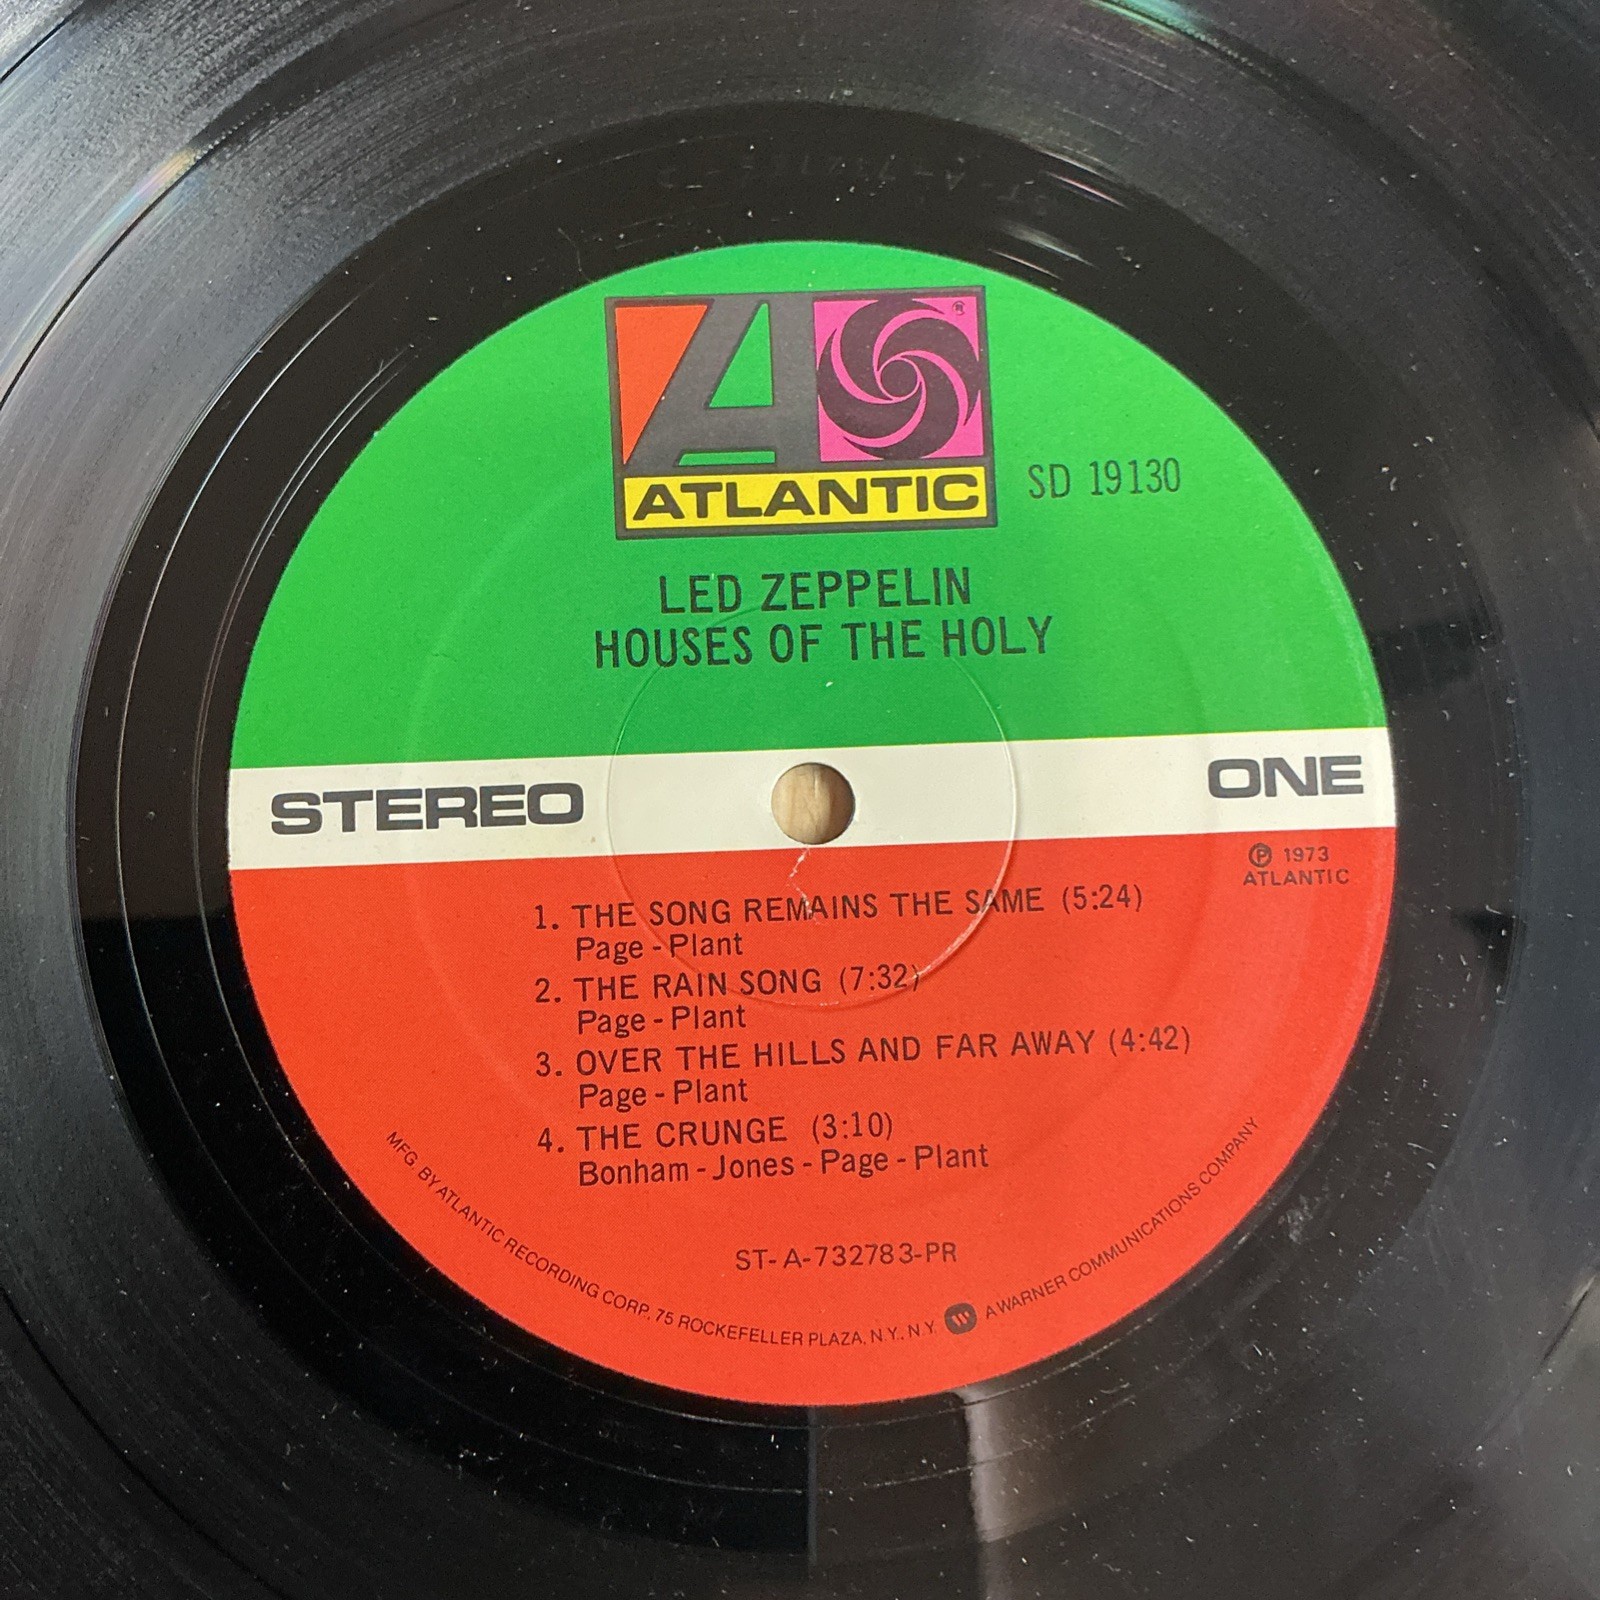 ATLANTIC ®
SD 19130
LED ZEPPELIN
HOUSES OF THE HOLY
STEREO
ONE
Ⓟ 1973
ATLANTIC
1. THE SONG REMAINS THE SAME (5:24)
Page - Plant
2. THE RAIN SONG (7:32)
Page - Plant
3. OVER THE HILLS AND FAR AWAY (4:42)
Page - Plant
4. THE CRUNGE (3:10)
Bonham - Jones - Page - Plant
ST-A-732783-PR
MFG. BY ATLANTIC RECORDING CORP., 75 ROCKEFELLER PLAZA, N.Y., N.Y. A WARNER COMMUNICATIONS COMPANY